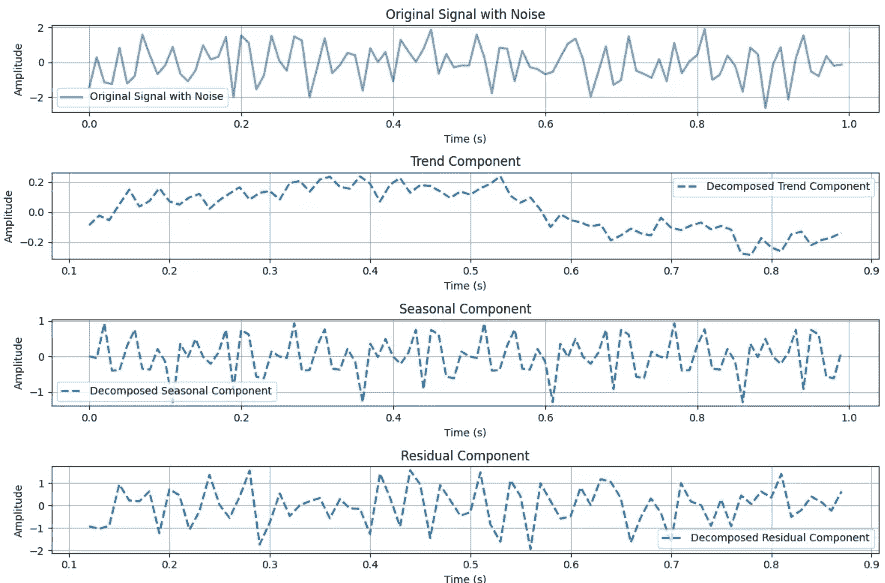 Original Signal with Noise
Amplitude
2
0
−2
Original Signal with Noise
0.0 0.2 0.4 0.6 0.8 1.0
Time (s)
Trend Component
Amplitude
0.2
0.0
−0.2
Decomposed Trend Component
0.1 0.2 0.3 0.4 0.5 0.6 0.7 0.8 0.9
Time (s)
Seasonal Component
Amplitude
1
0
−1
Decomposed Seasonal Component
0.0 0.2 0.4 0.6 0.8 1.0
Time (s)
Residual Component
Amplitude
1
0
−1
−2
Decomposed Residual Component
0.1 0.2 0.3 0.4 0.5 0.6 0.7 0.8 0.9
Time (s)